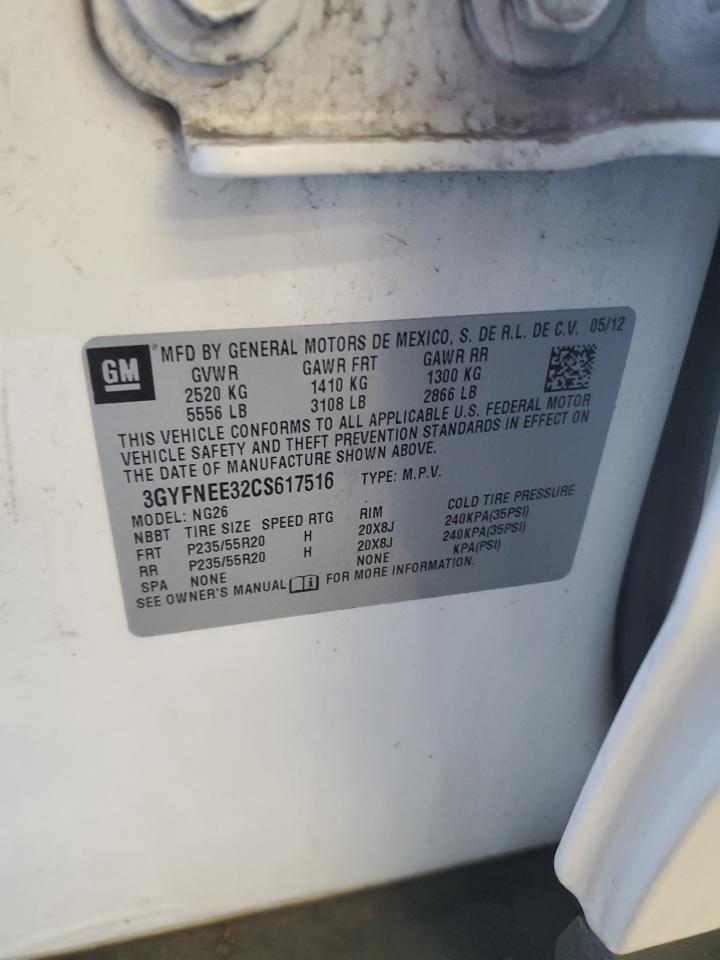 GM
*MFD BY GENERAL MOTORS DE MEXICO, S. DE R.L. DE C.V. 05/12
GVWR GAWR FRT GAWR RR
2520 KG 1410 KG 1300 KG
5556 LB 3108 LB 2866 LB
THIS VEHICLE CONFORMS TO ALL APPLICABLE U.S. FEDERAL MOTOR
VEHICLE SAFETY AND THEFT PREVENTION STANDARDS IN EFFECT ON
THE DATE OF MANUFACTURE SHOWN ABOVE.
3GYFNEE32CS617516 TYPE: M.P.V.
MODEL: NG26
NBBT TIRE SIZE SPEED RTG RIM COLD TIRE PRESSURE
FRT P235/55R20 H 20X8J 240KPA(35PSI)
RR P235/55R20 H 20X8J 240KPA(35PSI)
SPA NONE NONE KPA(PSI)
SEE OWNER'S MANUAL FOR MORE INFORMATION.